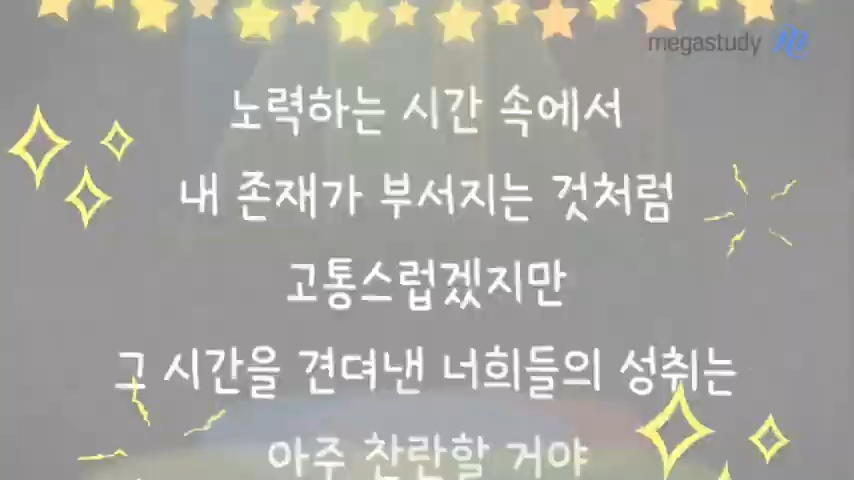 megastudy
노력하는 시간 속에서
내 존재가 부서지는 것처럼
고통스럽겠지만
그 시간을 견뎌낸 너희들의 성취는
아주 찬란할 거야